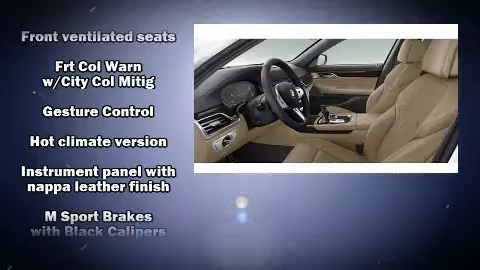 Front ventilated seats
Frt Col Warn
w/City Col Mitig
Gesture Control
Hot climate version
Instrument panel with
nappa leather finish
M Sport Brakes
with Black Calipers